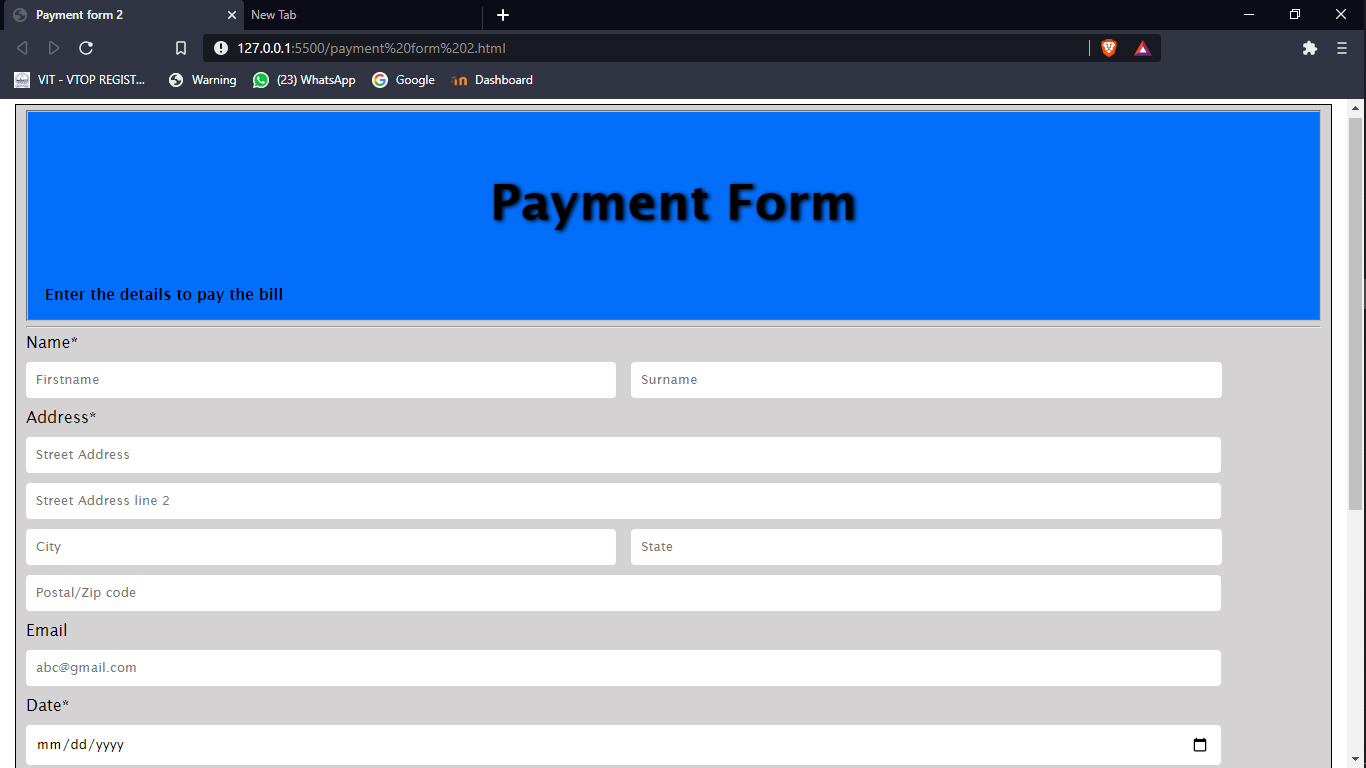 Payment form 2
New Tab
127.0.0.1:5500/payment%20form%202.html
VIT - VTOP REGIST... Warning (23) WhatsApp Google Dashboard
Payment Form
Enter the details to pay the bill
Name*
Firstname Surname
Address*
Street Address
Street Address line 2
City State
Postal/Zip code
Email
abc@gmail.com
Date*
mm/dd/yyyy